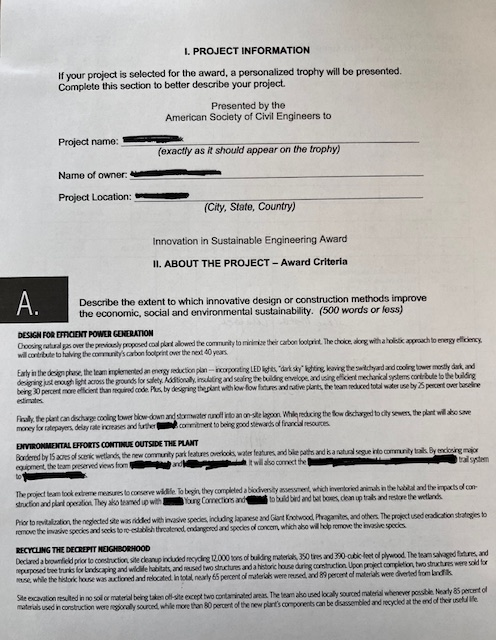 I. PROJECT INFORMATION
If your project is selected for the award, a personalized trophy will be presented.
Complete this section to better describe your project.
Presented by the
American Society of Civil Engineers to
Project name:
(exactly as it should appear on the trophy)
Name of owner:
Project Location:
(City, State, Country)
Innovation in Sustainable Engineering Award
II. ABOUT THE PROJECT – Award Criteria
A.
Describe the extent to which innovative design or construction methods improve
the economic, social and environmental sustainability. (500 words or less)
DESIGN FOR EFFICIENT POWER GENERATION
Choosing natural gas over the previously proposed coal plant allowed the community to minimize their carbon footprint. The choice, along with a holistic approach to energy efficiency,
will contribute to halving the community's carbon footprint over the next 40 years.
Early in the design phase, the team implemented an energy reduction plan — incorporating LED lights, "dark sky" lighting, leaving the switchyard and cooling tower mostly dark, and
designing just enough light across the grounds for safety. Additionally, insulating and sealing the building envelope, and using efficient mechanical systems contribute to the building
being 30 percent more efficient than required code. Plus, by designing the plant with low-flow fixtures and native plants, the team reduced total water use by 25 percent over baseline
estimates.
Finally, the plant can discharge cooling tower blow-down and stormwater runoff into an on-site lagoon. While reducing the flow discharged to city sewers, the plant will also save
money for ratepayers, delay rate increases and further commitment to being good stewards of financial resources.
ENVIRONMENTAL EFFORTS CONTINUE OUTSIDE THE PLANT
Bordered by 15 acres of scenic wetlands, the new community park features overlooks, water features, and bike paths and is a natural segue into community trails. By enclosing major
equipment, the team preserved views from and It will also connect the trail system
to
The project team took extreme measures to conserve wildlife. To begin, they completed a biodiversity assessment, which inventoried animals in the habitat and the impacts of con-
struction and plant operation. They also teamed up with Young Connections and to build bird and bat boxes, clean up trails and restore the wetlands.
Prior to revitalization, the neglected site was riddled with invasive species, including Japanese and Giant Knotwood, Phragmites, and others. The project used eradication strategies to
remove the invasive species and seeks to re-establish threatened, endangered and species of concern, which also will help remove the invasive species.
RECYCLING THE DECREPIT NEIGHBORHOOD
Declared a brownfield prior to construction, site cleanup included recycling 12,000 tons of building materials, 350 tires and 390-cubic-feet of plywood. The team salvaged fixtures, and
repurposed tree trunks for landscaping and wildlife habitats, and reused two structures and a historic house during construction. Upon project completion, two structures were sold for
reuse, while the historic house was auctioned and relocated. In total, nearly 65 percent of materials were reused, and 89 percent of materials were diverted from landfills.
Site excavation resulted in no soil or material being taken off-site except two contaminated areas. The team also used locally sourced material whenever possible. Nearly 85 percent of
materials used in construction were regionally sourced, while more than 80 percent of the new plant's components can be disassembled and recycled at the end of their useful life.